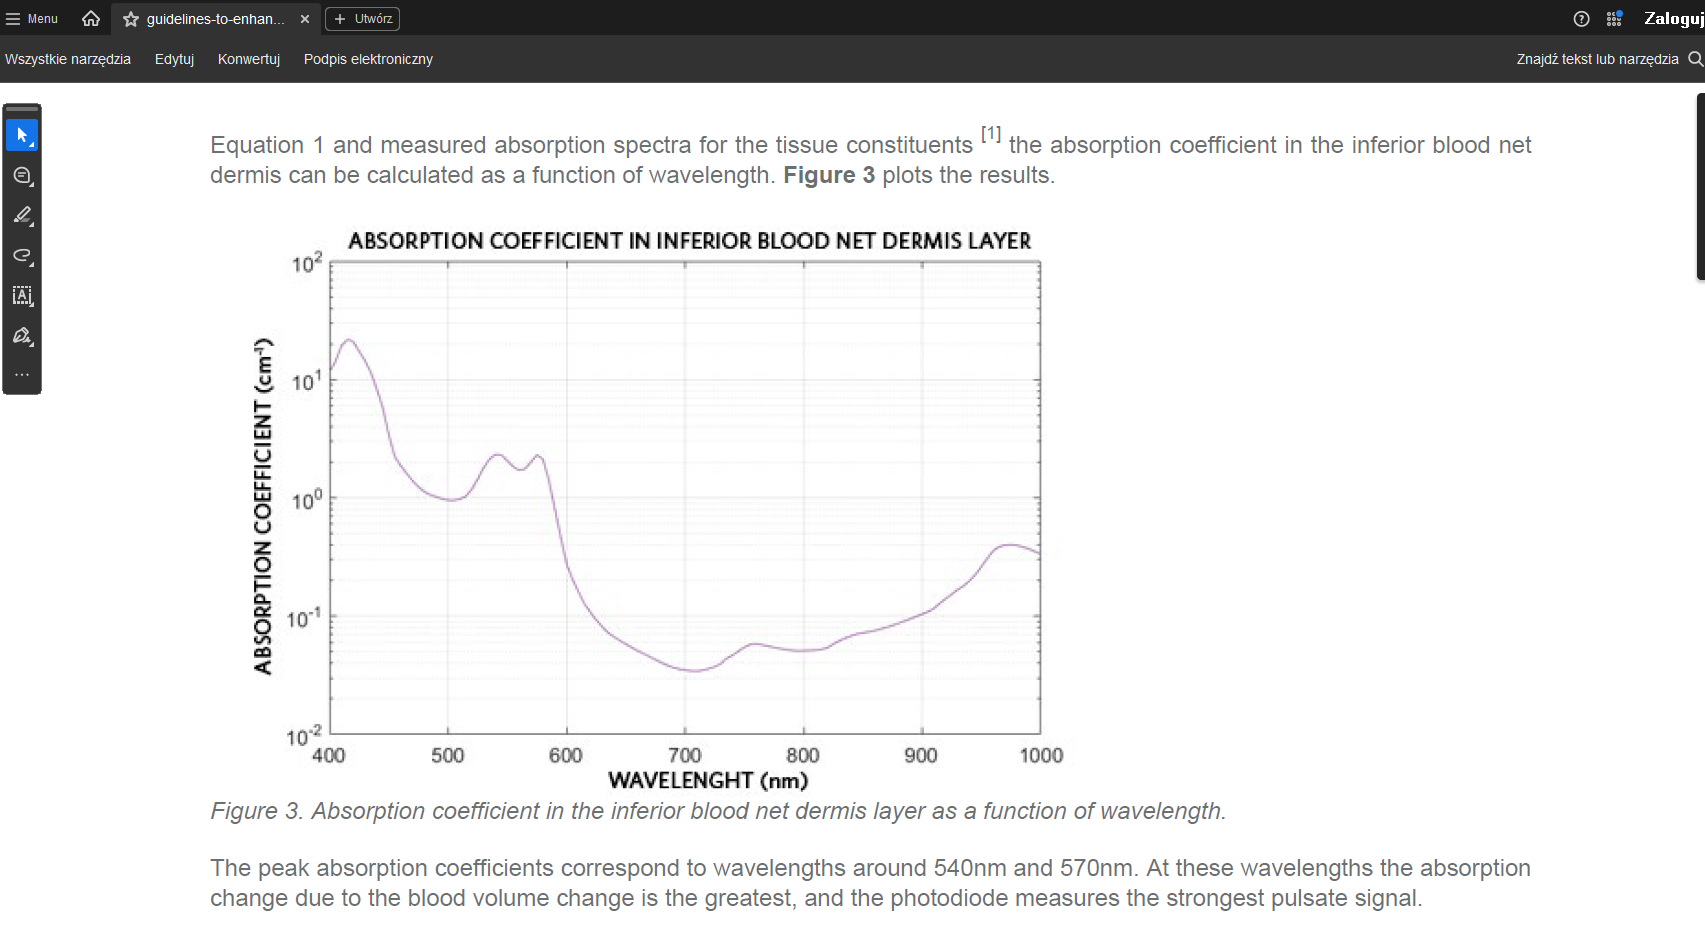 Menu
guidelines-to-enhan...
Utwórz
Zaloguj
Wszystkie narzędzia
Edytuj
Konwertuj
Podpis elektroniczny
Znajdź tekst lub narzędzia
Equation 1 and measured absorption spectra for the tissue constituents [1] the absorption coefficient in the inferior blood net
dermis can be calculated as a function of wavelength. Figure 3 plots the results.
ABSORPTION COEFFICIENT IN INFERIOR BLOOD NET DERMIS LAYER
ABSORPTION COEFFICIENT (cm⁻¹)
10²
10¹
10⁰
10⁻¹
10⁻²
400 500 600 700 800 900 1000
WAVELENGHT (nm)
Figure 3. Absorption coefficient in the inferior blood net dermis layer as a function of wavelength.
The peak absorption coefficients correspond to wavelengths around 540nm and 570nm. At these wavelengths the absorption
change due to the blood volume change is the greatest, and the photodiode measures the strongest pulsate signal.